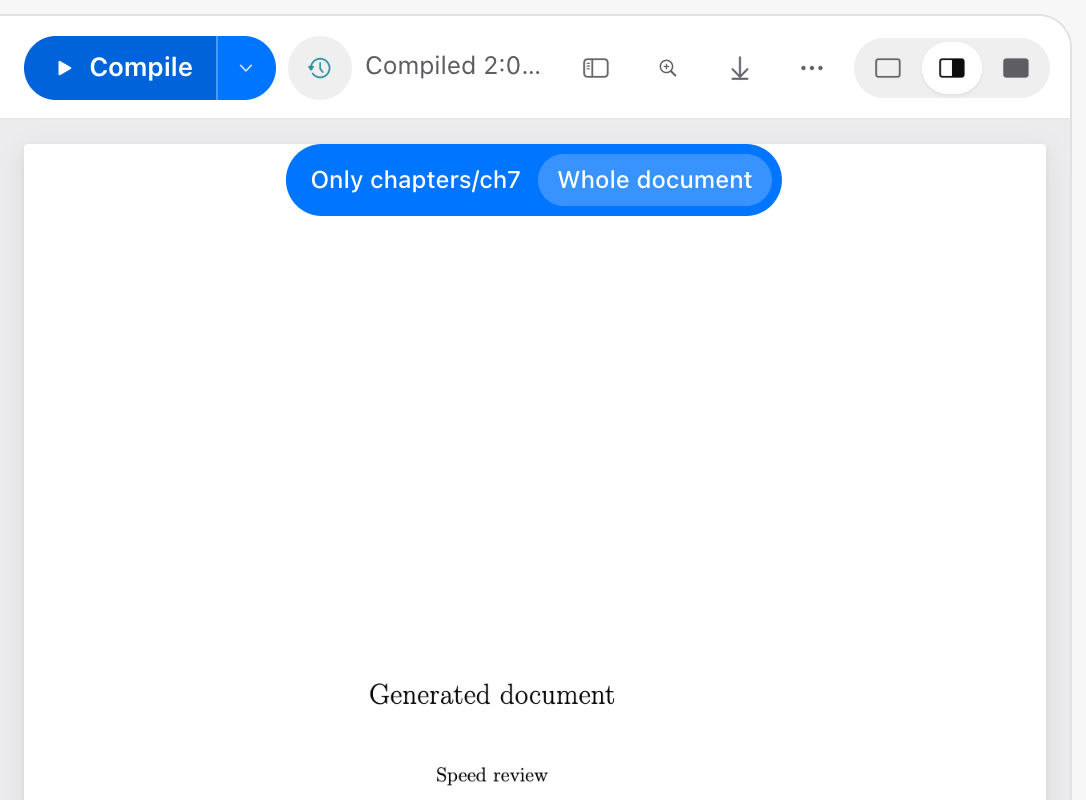 Compile
Compiled 2:0...
Only chapters/ch7 Whole document
Generated document
Speed review